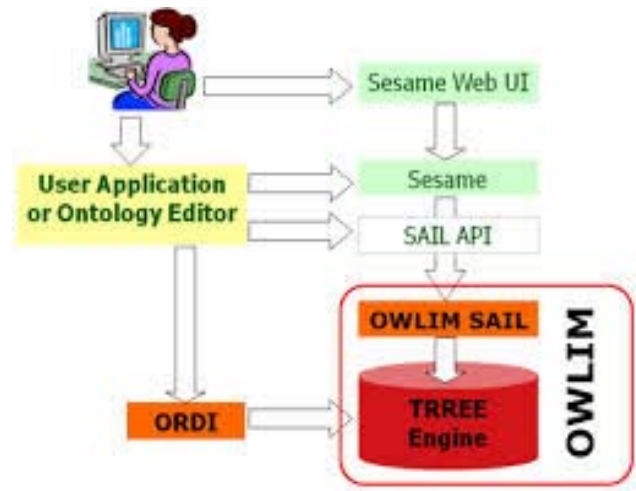 Sesame Web UI
User Application
or Ontology Editor
Sesame
SAIL API
OWLIM SAIL
TRREE
Engine
OWLIM
ORDI